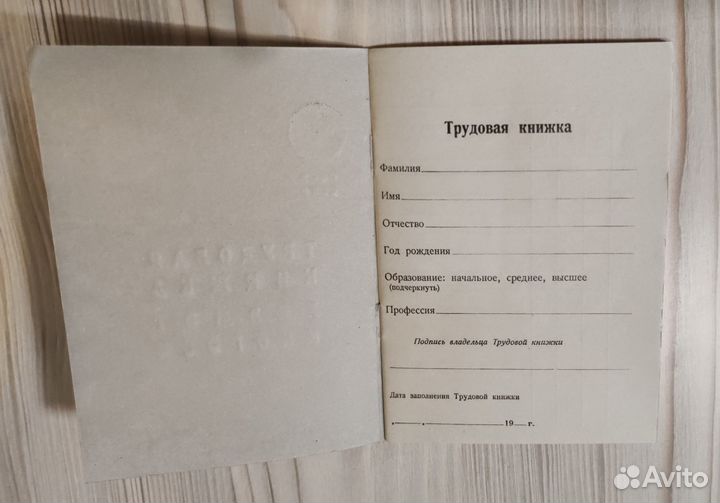 Трудовая книжка
Фамилия
Имя
Отчество
Год рождения
Образование: начальное, среднее, высшее
(подчеркнуть)
Профессия
Подпись владельца Трудовой книжки
Дата заполнения Трудовой книжки
19 г.
Avito